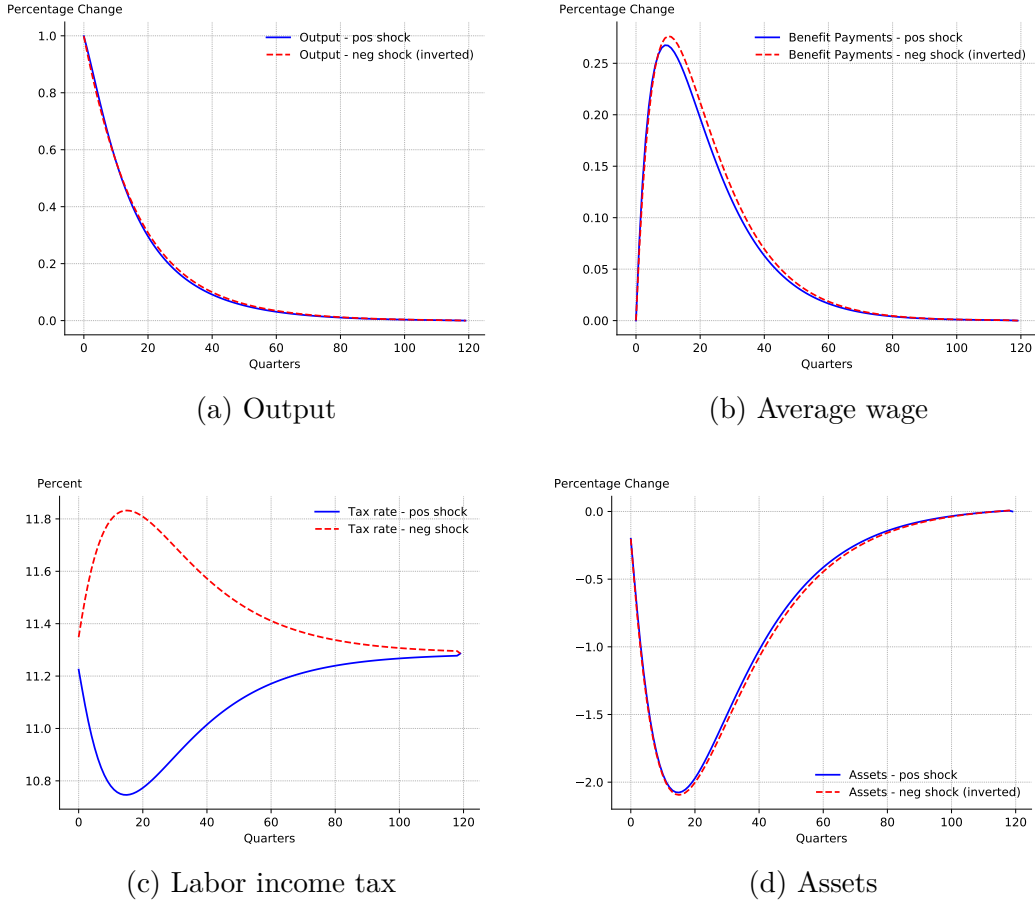 Percentage Change
Output - pos shock
Output - neg shock (inverted)
1.0
0.8
0.6
0.4
0.2
0.0
0 20 40 60 80 100 120
Quarters
(a) Output
Percentage Change
Benefit Payments - pos shock
Benefit Payments - neg shock (inverted)
0.25
0.20
0.15
0.10
0.05
0.00
0 20 40 60 80 100 120
Quarters
(b) Average wage
Percent
Tax rate - pos shock
Tax rate - neg shock
11.8
11.6
11.4
11.2
11.0
10.8
0 20 40 60 80 100 120
Quarters
(c) Labor income tax
Percentage Change
0.0
−0.5
−1.0
−1.5
−2.0
Assets - pos shock
Assets - neg shock (inverted)
0 20 40 60 80 100 120
Quarters
(d) Assets